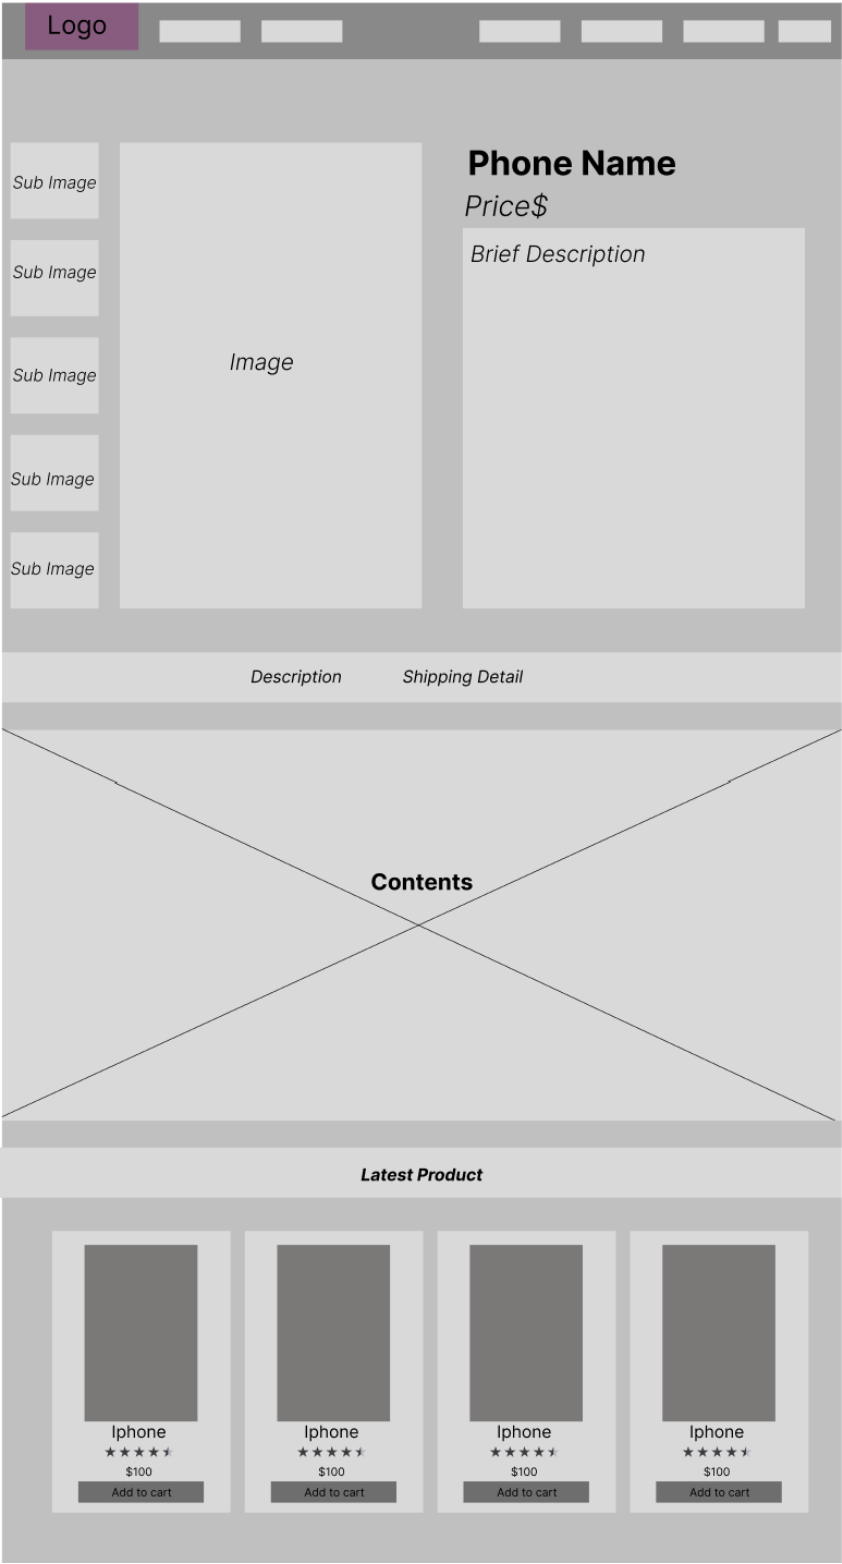 Logo
Phone Name
Price$
Sub Image
Brief Description
Sub Image
Image
Sub Image
Sub Image
Sub Image
Description Shipping Detail
Contents
Latest Product
Iphone Iphone Iphone Iphone
$100 $100 $100 $100
Add to cart Add to cart Add to cart Add to cart